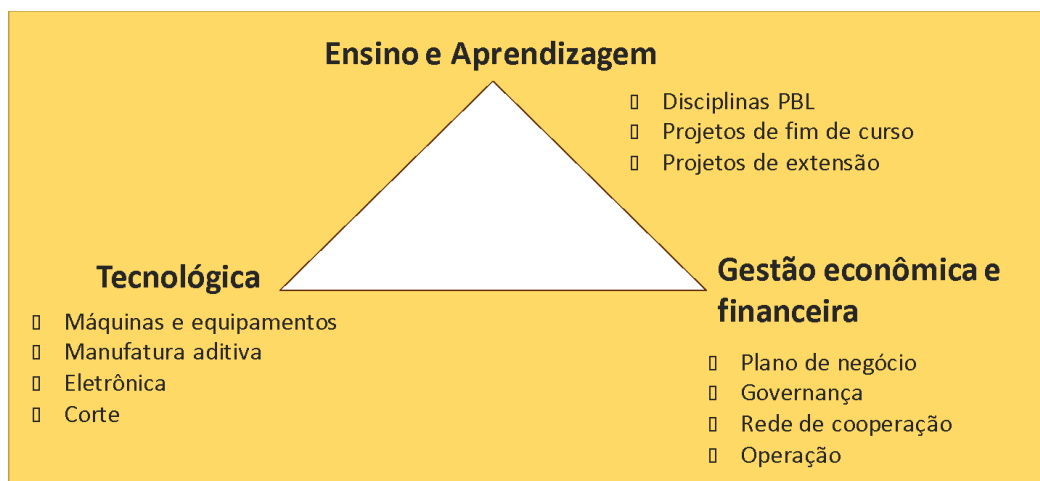 Ensino e Aprendizagem
▯ Disciplinas PBL
▯ Projetos de fim de curso
▯ Projetos de extensão
Tecnológica
▯ Máquinas e equipamentos
▯ Manufatura aditiva
▯ Eletrônica
▯ Corte
Gestão econômica e
financeira
▯ Plano de negócio
▯ Governança
▯ Rede de cooperação
▯ Operação